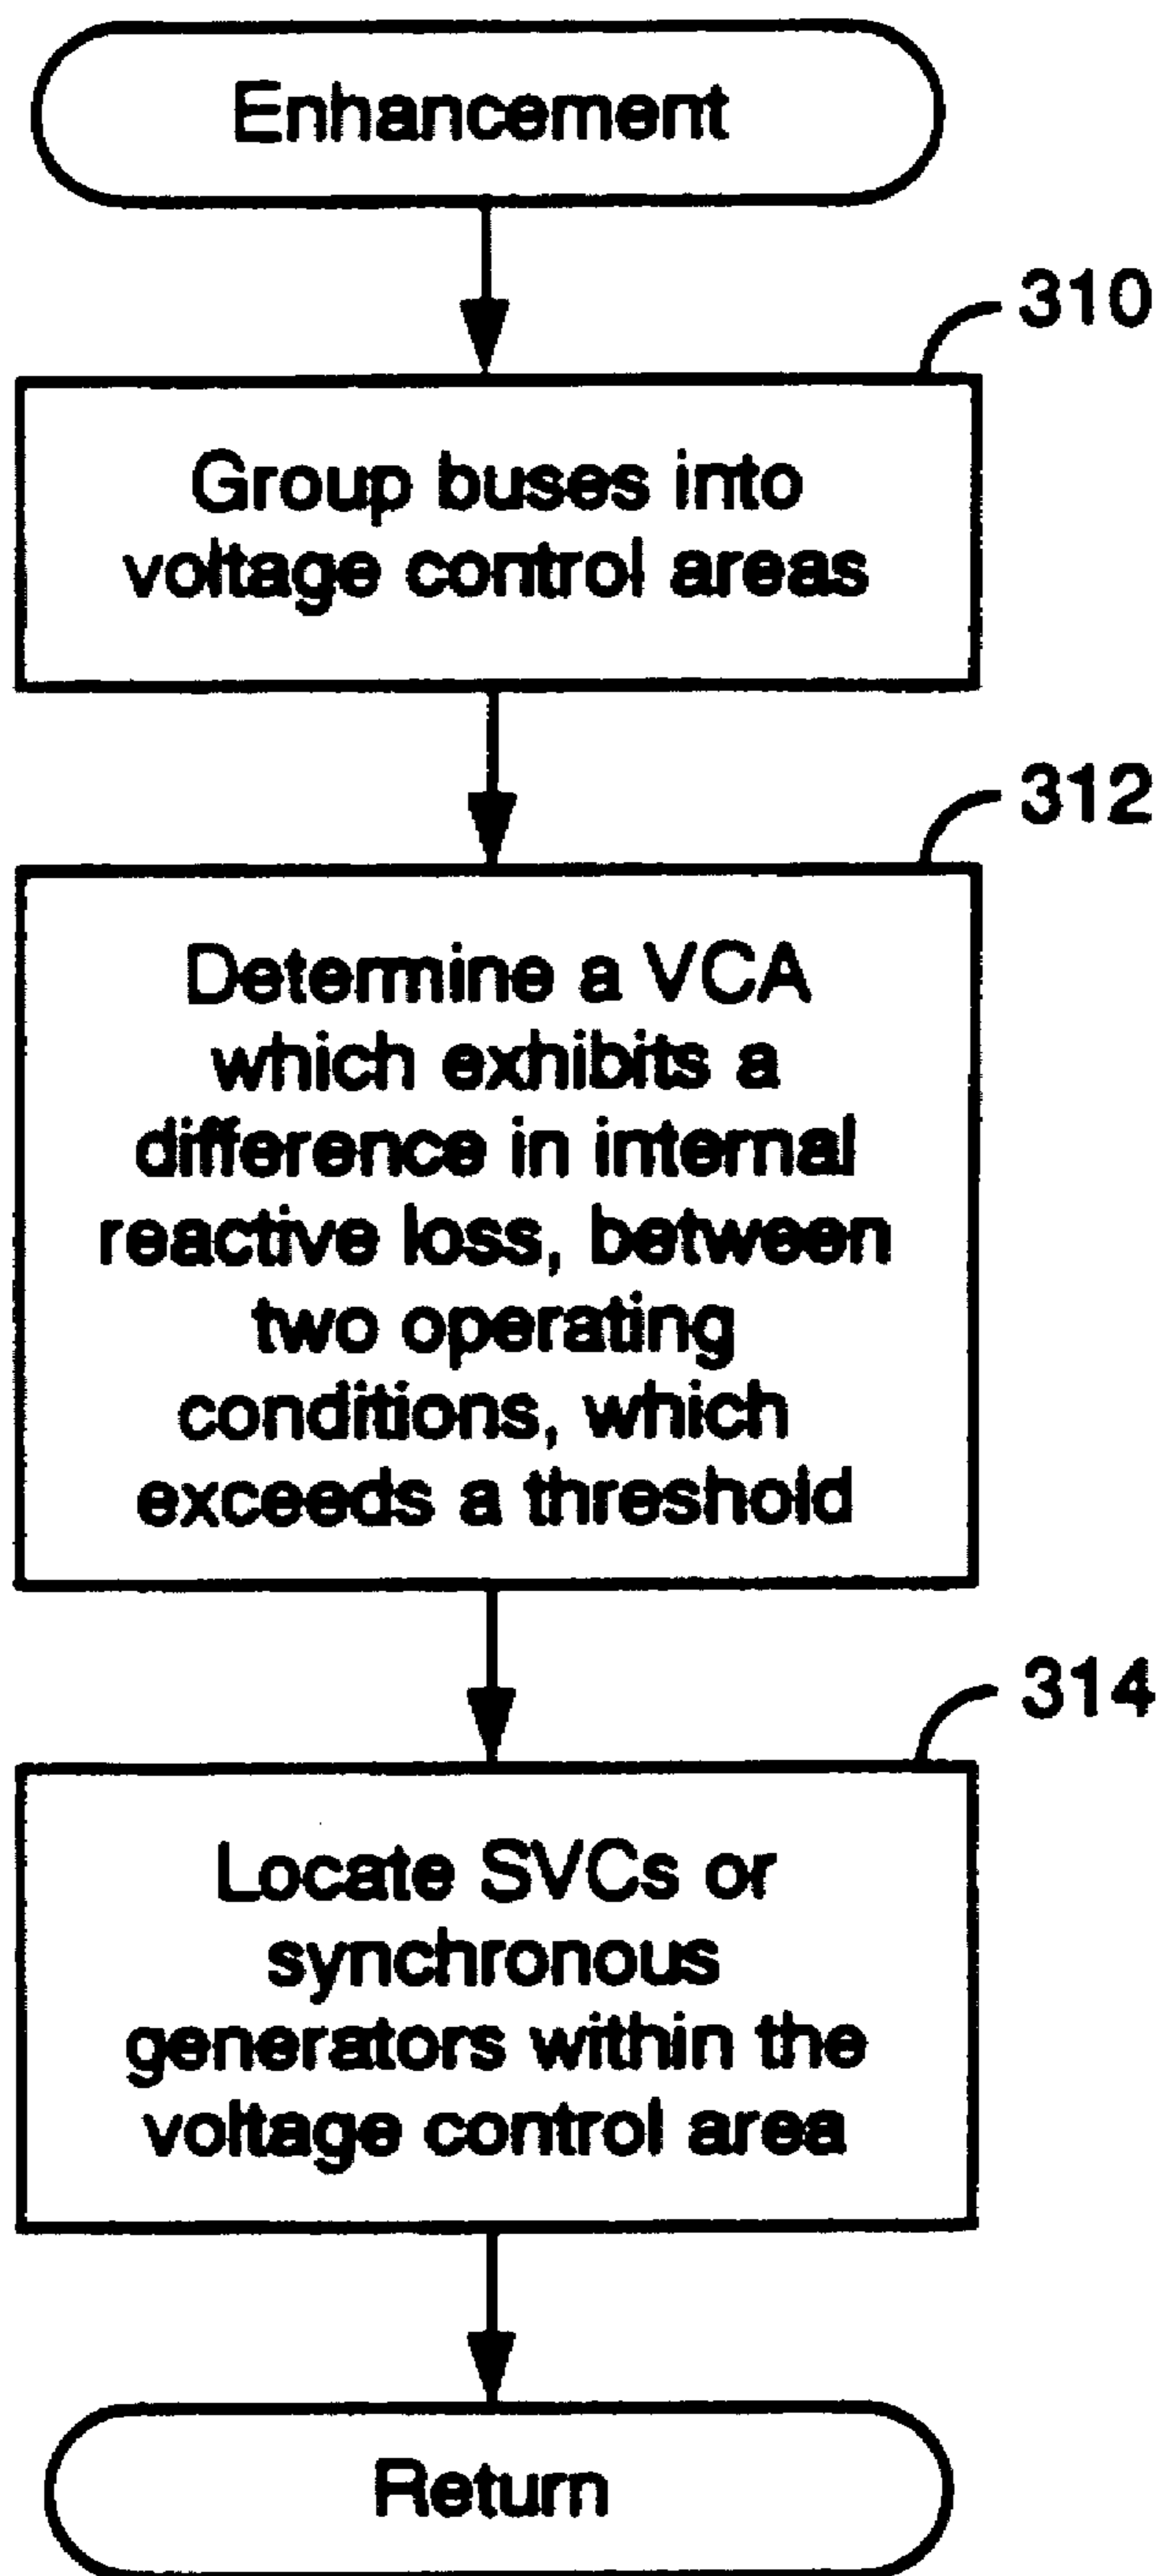 Enhancement
310
Group buses into
voltage control areas
312
Determine a VCA
which exhibits a
difference in internal
reactive loss, between
two operating
conditions, which
exceeds a threshold
314
Locate SVCs or
synchronous
generators within the
voltage control area
Return